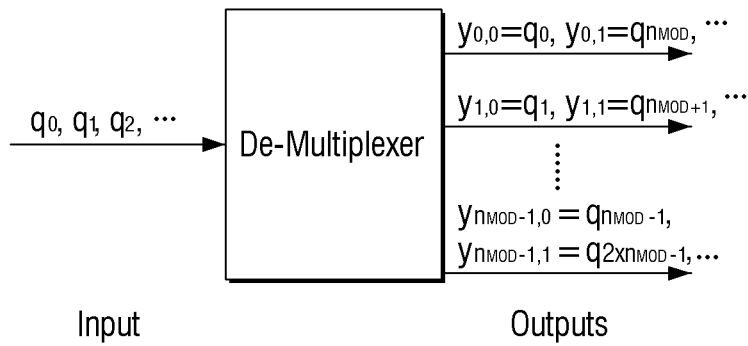 y0,0=q0, y0,1=qnMOD, ...
q0, q1, q2, ...
De-Multiplexer
y1,0=q1, y1,1=qnMOD+1, ...
ynMOD-1,0 = qnMOD-1,
ynMOD-1,1 = q2xnMOD-1, ...
Input
Outputs